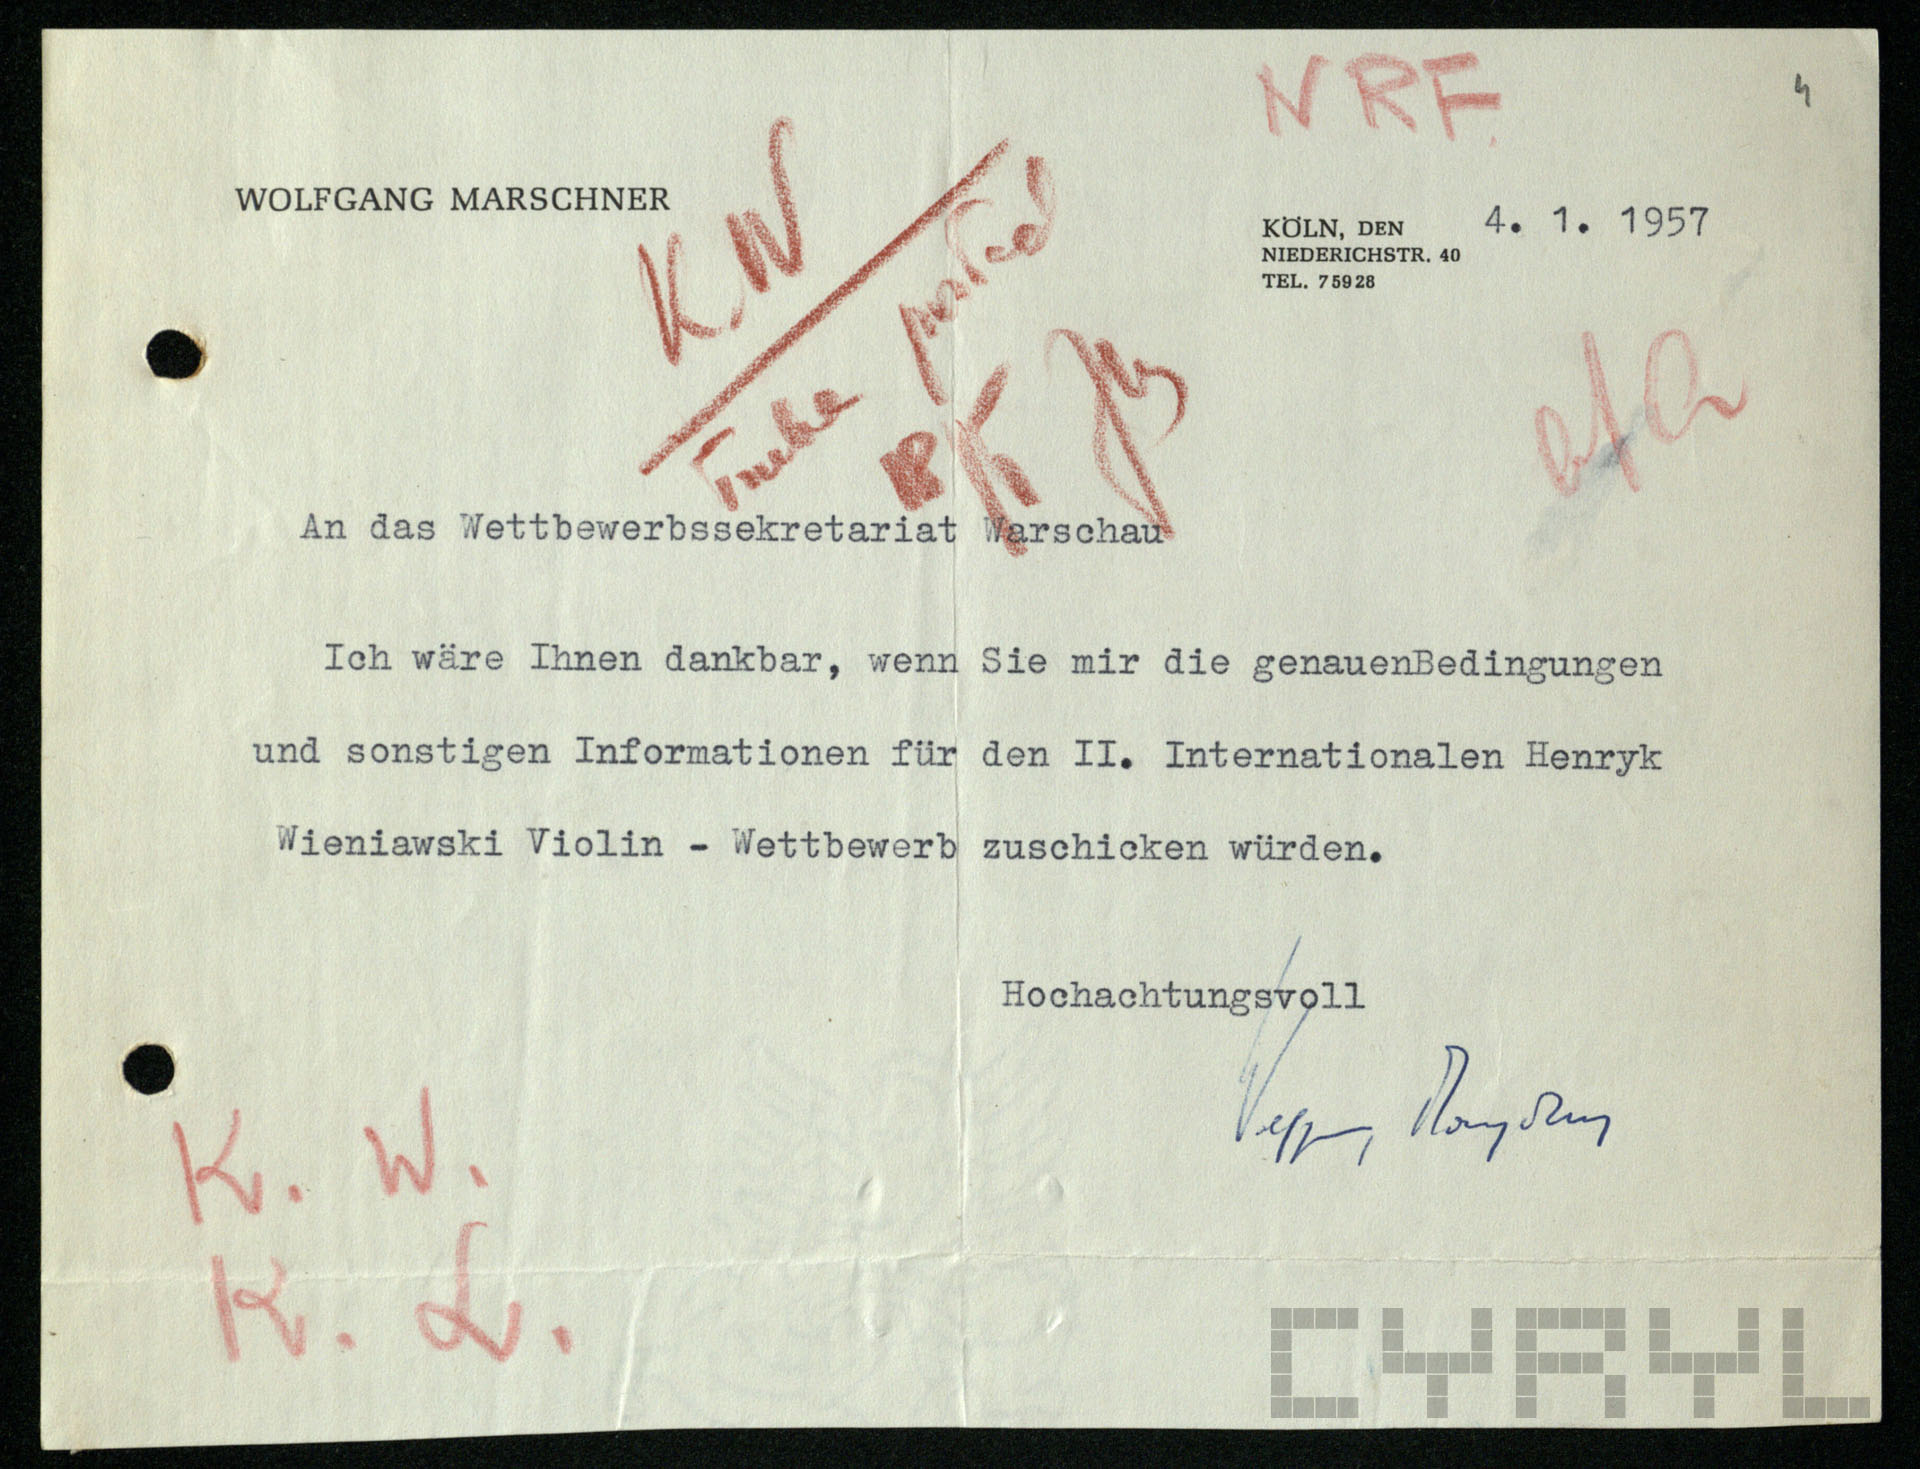 NRF.
4
WOLFGANG MARSCHNER
KÖLN, DEN 4. 1. 1957
NIEDERICHSTR. 40
TEL. 75928
K.W
An das Wettbewerbssekretariat Warschau
Ich wäre Ihnen dankbar, wenn Sie mir die genauenBedingungen
und sonstigen Informationen für den II. Internationalen Henryk
Wieniawski Violin - Wettbewerb zuschicken würden.
Hochachtungsvoll
K. W.
K. L.
CYRYL